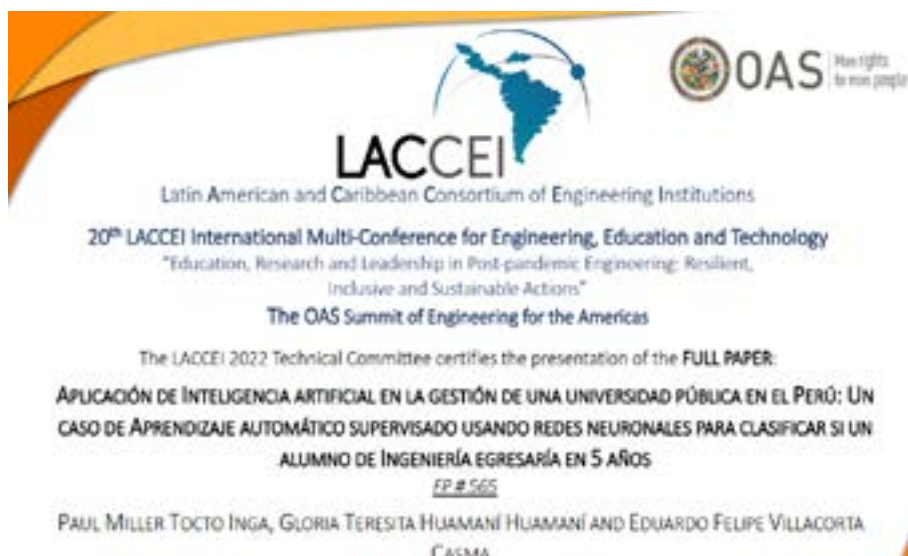 OAS
More rights
for more people
LACCEI
Latin American and Caribbean Consortium of Engineering Institutions
20th LACCEI International Multi-Conference for Engineering, Education and Technology
"Education, Research and Leadership in Post-pandemic Engineering: Resilient,
Inclusive and Sustainable Actions"
The OAS Summit of Engineering for the Americas
The LACCEI 2022 Technical Committee certifies the presentation of the FULL PAPER:
APLICACIÓN DE INTELIGENCIA ARTIFICIAL EN LA GESTIÓN DE UNA UNIVERSIDAD PÚBLICA EN EL PERÚ: UN
CASO DE APRENDIZAJE AUTOMÁTICO SUPERVISADO USANDO REDES NEURONALES PARA CLASIFICAR SI UN
ALUMNO DE INGENIERÍA EGRESARÍA EN 5 AÑOS
FP # 565
PAUL MILLER TOCTO INGA, GLORIA TERESITA HUAMANÍ HUAMANÍ AND EDUARDO FELIPE VILLACORTA
CASMA